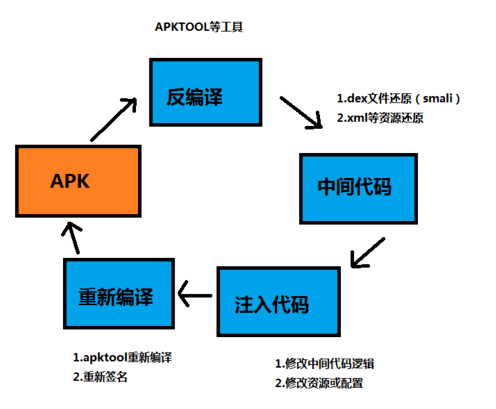 APKTOOL等工具
反编译
1.dex文件还原（smali）
2.xml等资源还原
APK
中间代码
重新编译
注入代码
1.apktool重新编译
2.重新签名
1.修改中间代码逻辑
2.修改资源或配置